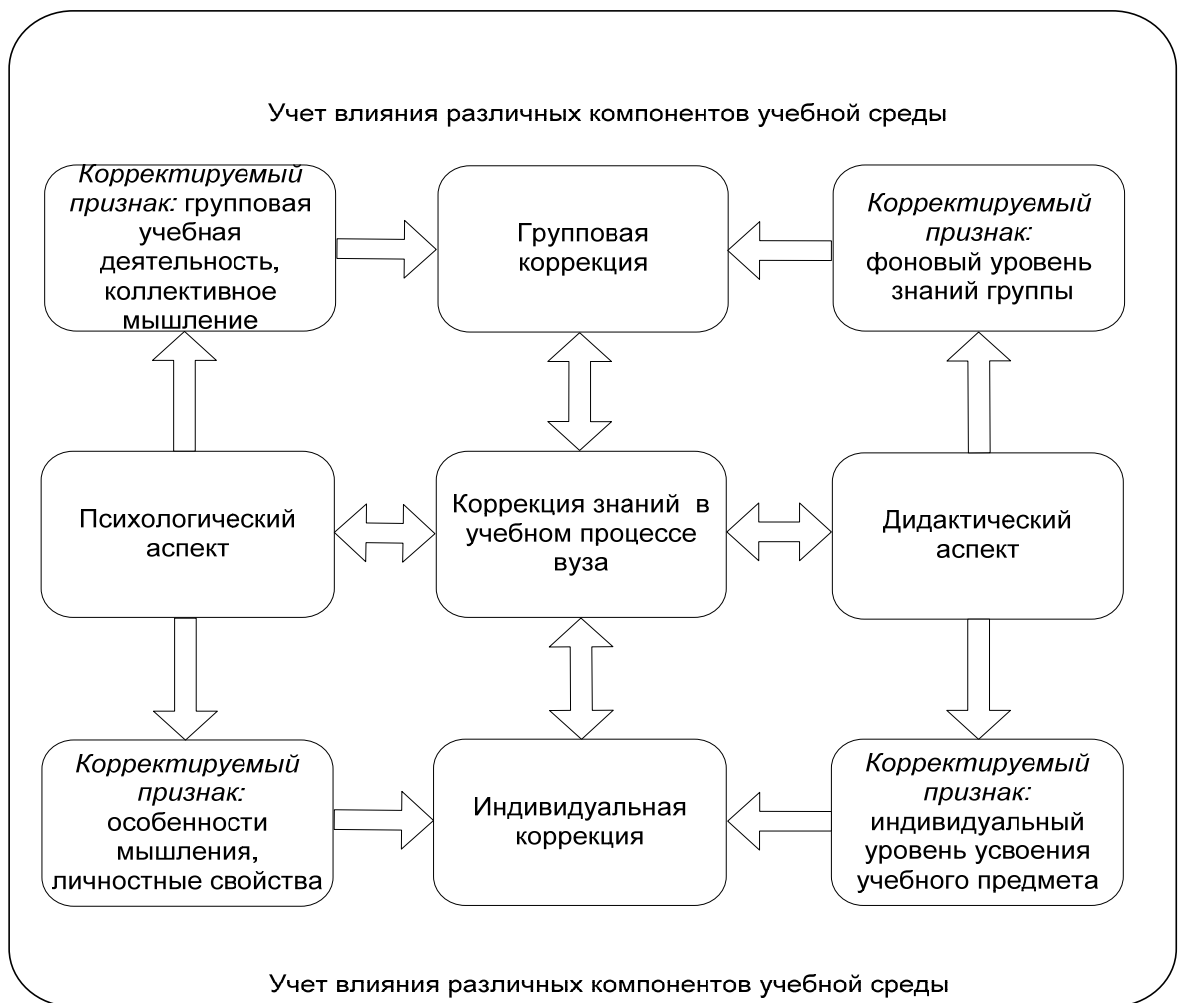 Учет влияния различных компонентов учебной среды
Корректируемый
признак: групповая
учебная
деятельность,
коллективное
мышление
Групповая
коррекция
Корректируемый
признак:
фоновый уровень
знаний группы
Психологический
аспект
Коррекция знаний в
учебном процессе
вуза
Дидактический
аспект
Корректируемый
признак:
особенности
мышления,
личностные свойства
Индивидуальная
коррекция
Корректируемый
признак:
индивидуальный
уровень усвоения
учебного предмета
Учет влияния различных компонентов учебной среды